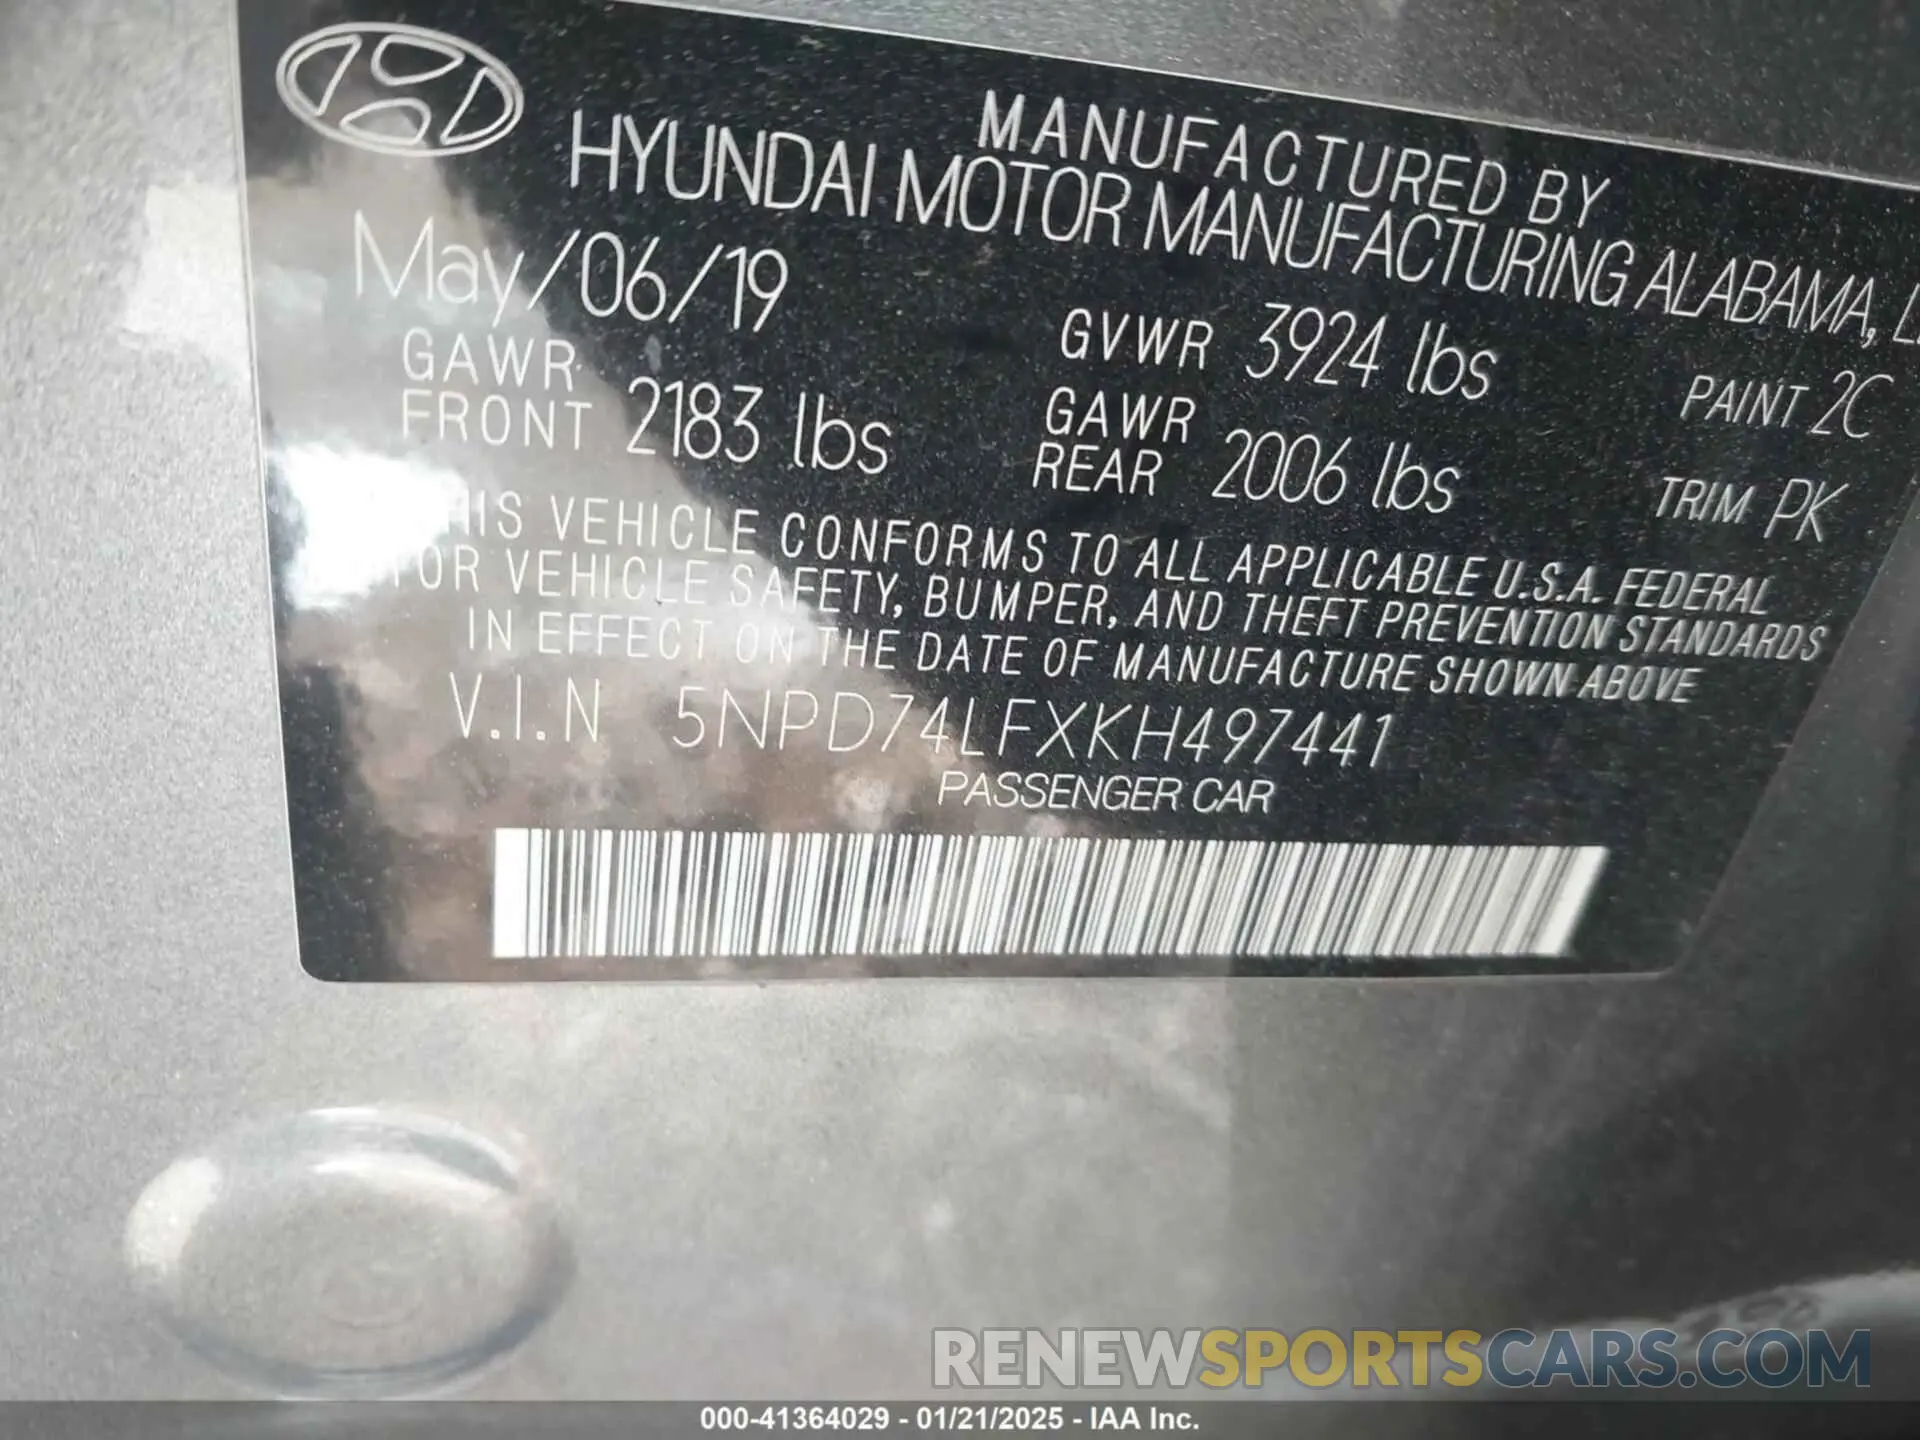 MANUFACTURED BY
HYUNDAI MOTOR MANUFACTURING ALABAMA,
May/06/19
GVWR 3924 lbs
PAINT 2C
GAWR FRONT 2183 lbs
GAWR REAR 2006 lbs
TRIM PK
THIS VEHICLE CONFORMS TO ALL APPLICABLE U.S.A. FEDERAL
VEHICLE SAFETY, BUMPER, AND THEFT PREVENTION STANDARDS
IN EFFECT ON THE DATE OF MANUFACTURE SHOWN ABOVE
V.I.N 5NPD74LFXKH497441
PASSENGER CAR
RENEWSPORTSCARS.COM
000-41364029 - 01/21/2025 - IAA Inc.